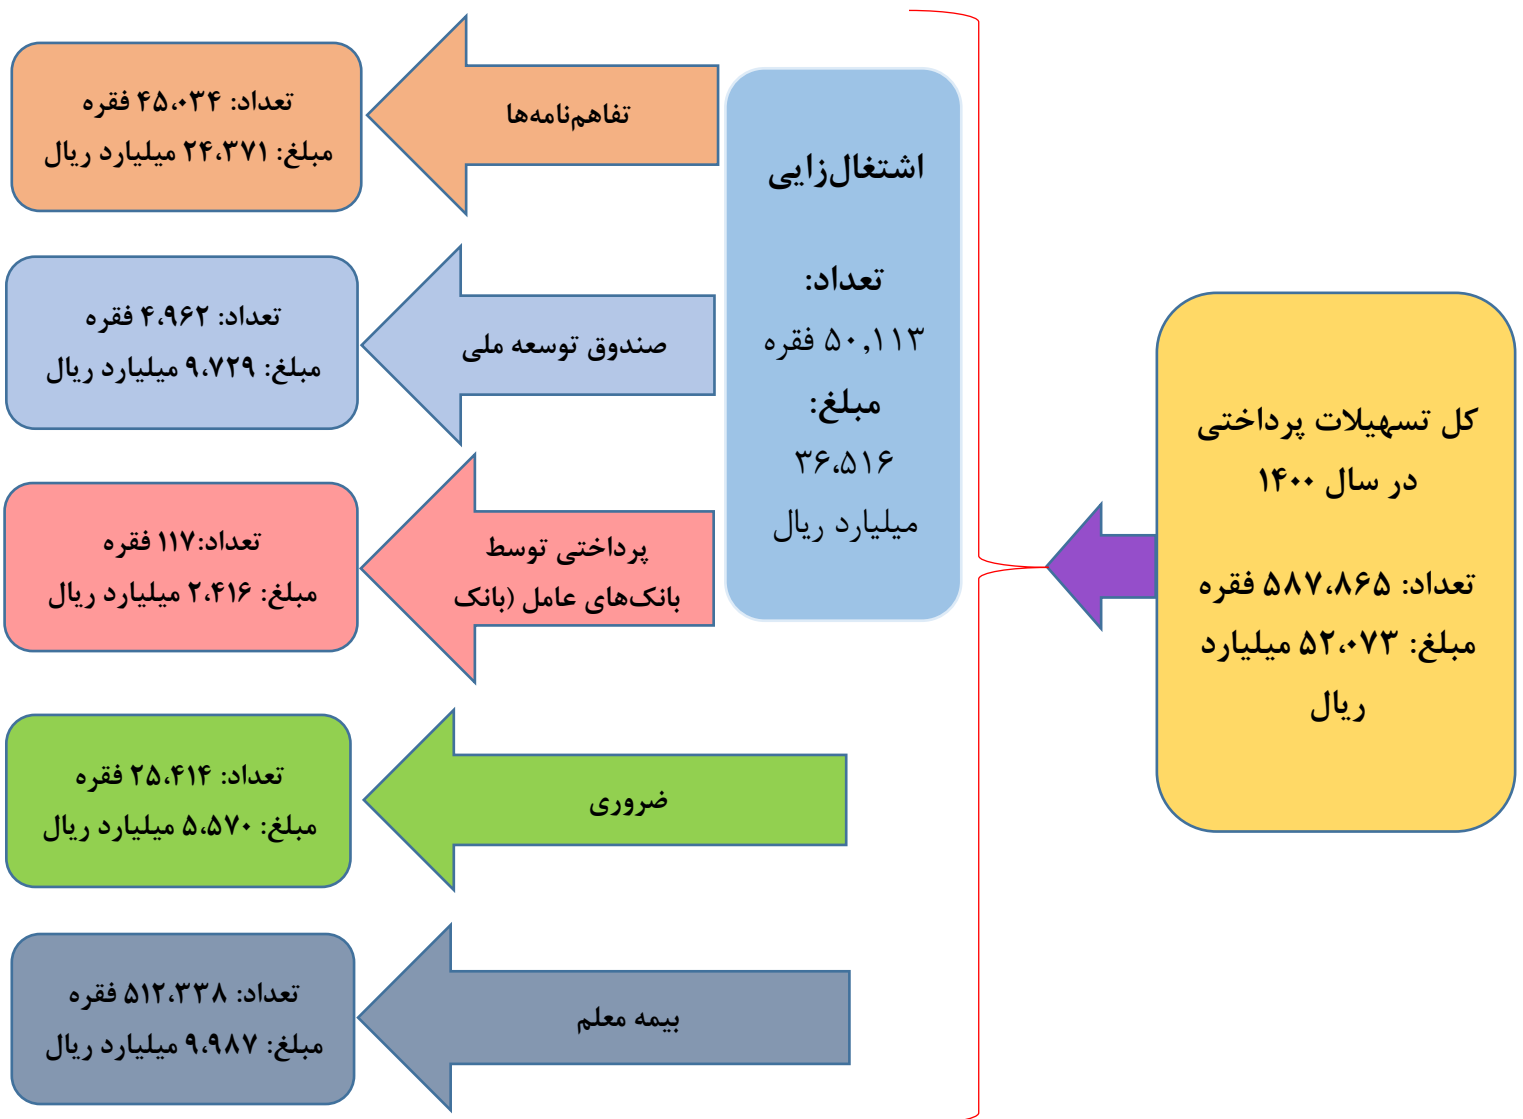 کل تسهیلات پرداختی
در سال ۱۴۰۰
تعداد: ۵۸۷،۸۶۵ فقره
مبلغ: ۵۲،۰۷۳ میلیارد
ریال
اشتغال‌زایی
تعداد:
۵۰,۱۱۳ فقره
مبلغ:
۳۶،۵۱۶
میلیارد ریال
تفاهم‌نامه‌ها
تعداد: ۴۵،۰۳۴ فقره
مبلغ: ۲۴،۳۷۱ میلیارد ریال
صندوق توسعه ملی
تعداد: ۴،۹۶۲ فقره
مبلغ: ۹،۷۲۹ میلیارد ریال
پرداختی توسط
بانک‌های عامل (بانک
تعداد:۱۱۷ فقره
مبلغ: ۲،۴۱۶ میلیارد ریال
ضروری
تعداد: ۲۵،۴۱۴ فقره
مبلغ: ۵،۵۷۰ میلیارد ریال
بیمه معلم
تعداد: ۵۱۲،۳۳۸ فقره
مبلغ: ۹،۹۸۷ میلیارد ریال